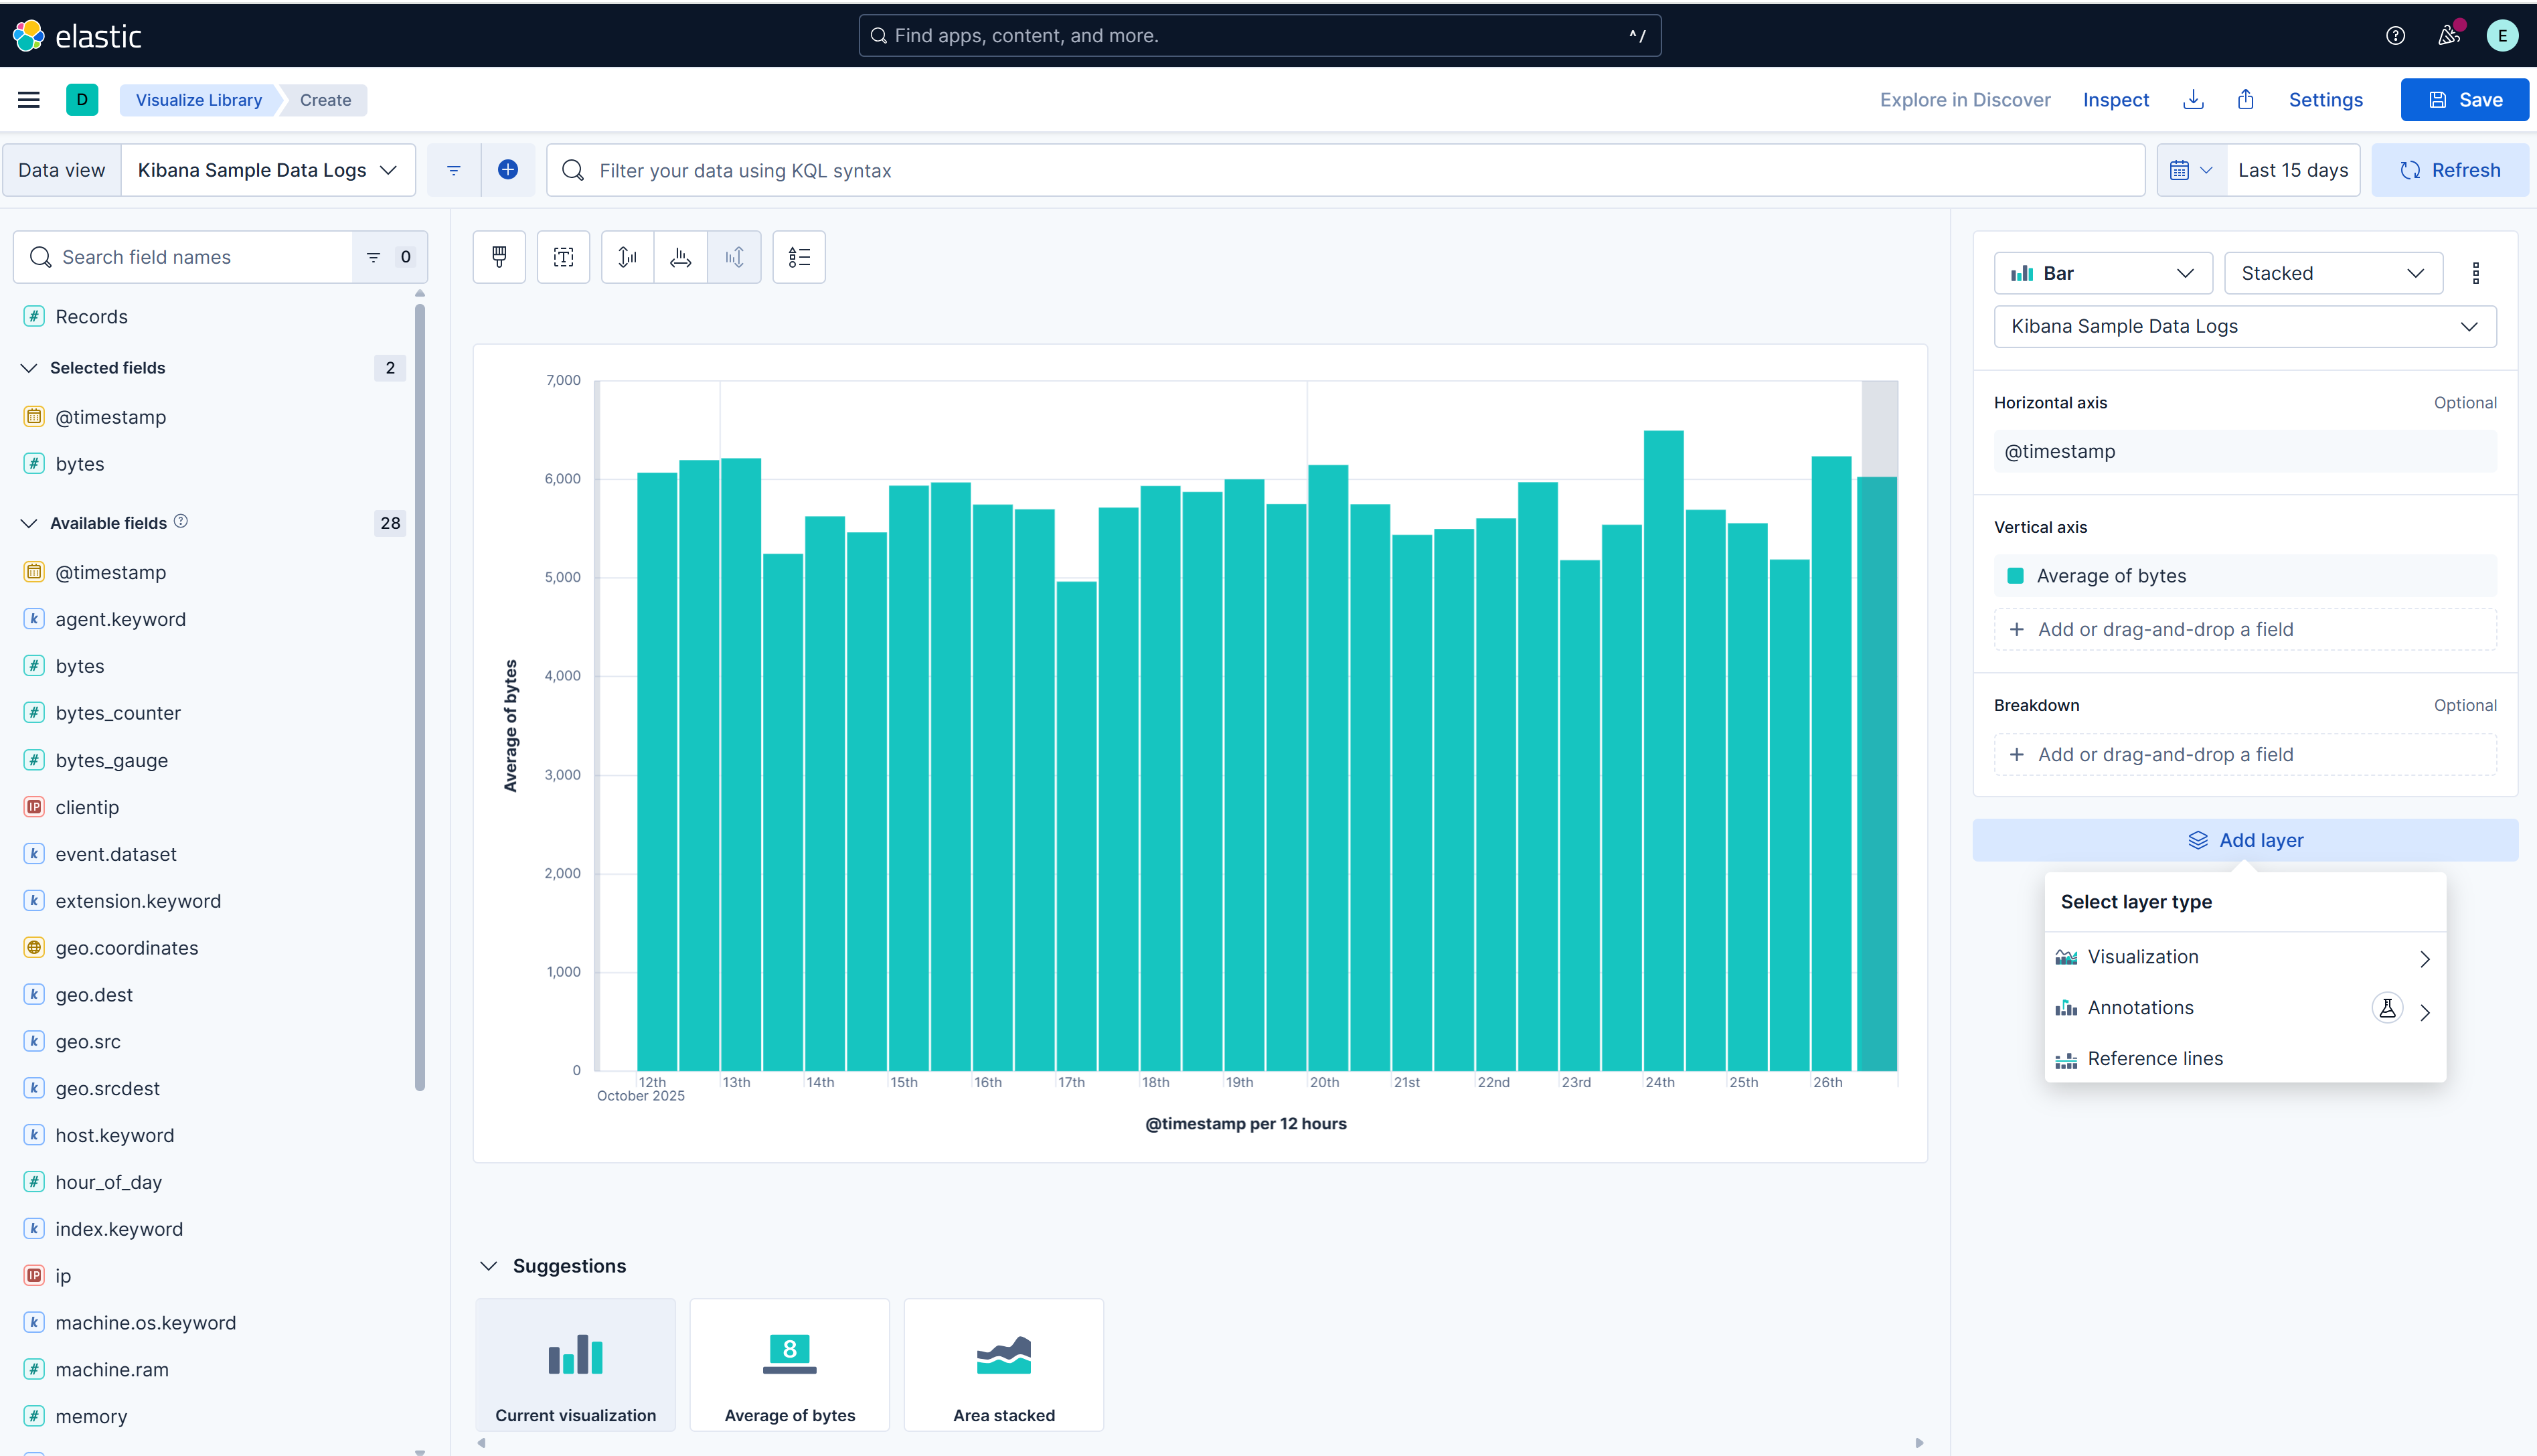 elastic
Find apps, content, and more.
^ /
E
D
Visualize Library
Create
Explore in Discover
Inspect
Settings
Save
Data view
Kibana Sample Data Logs
Filter your data using KQL syntax
Last 15 days
Refresh
Search field names
0
Records
Selected fields
2
@timestamp
bytes
Available fields
28
@timestamp
agent.keyword
bytes
bytes_counter
bytes_gauge
clientip
event.dataset
extension.keyword
geo.coordinates
geo.dest
geo.src
geo.srcdest
host.keyword
hour_of_day
index.keyword
ip
machine.os.keyword
machine.ram
memory
7,000
6,000
5,000
4,000
3,000
2,000
1,000
0
Average of bytes
12th
13th
14th
15th
16th
17th
18th
19th
20th
21st
22nd
23rd
24th
25th
26th
October 2025
@timestamp per 12 hours
Suggestions
Current visualization
8
Average of bytes
Area stacked
Bar
Stacked
Kibana Sample Data Logs
Horizontal axis
Optional
@timestamp
Vertical axis
Average of bytes
Add or drag-and-drop a field
Breakdown
Optional
Add or drag-and-drop a field
Add layer
Select layer type
Visualization
Annotations
Reference lines